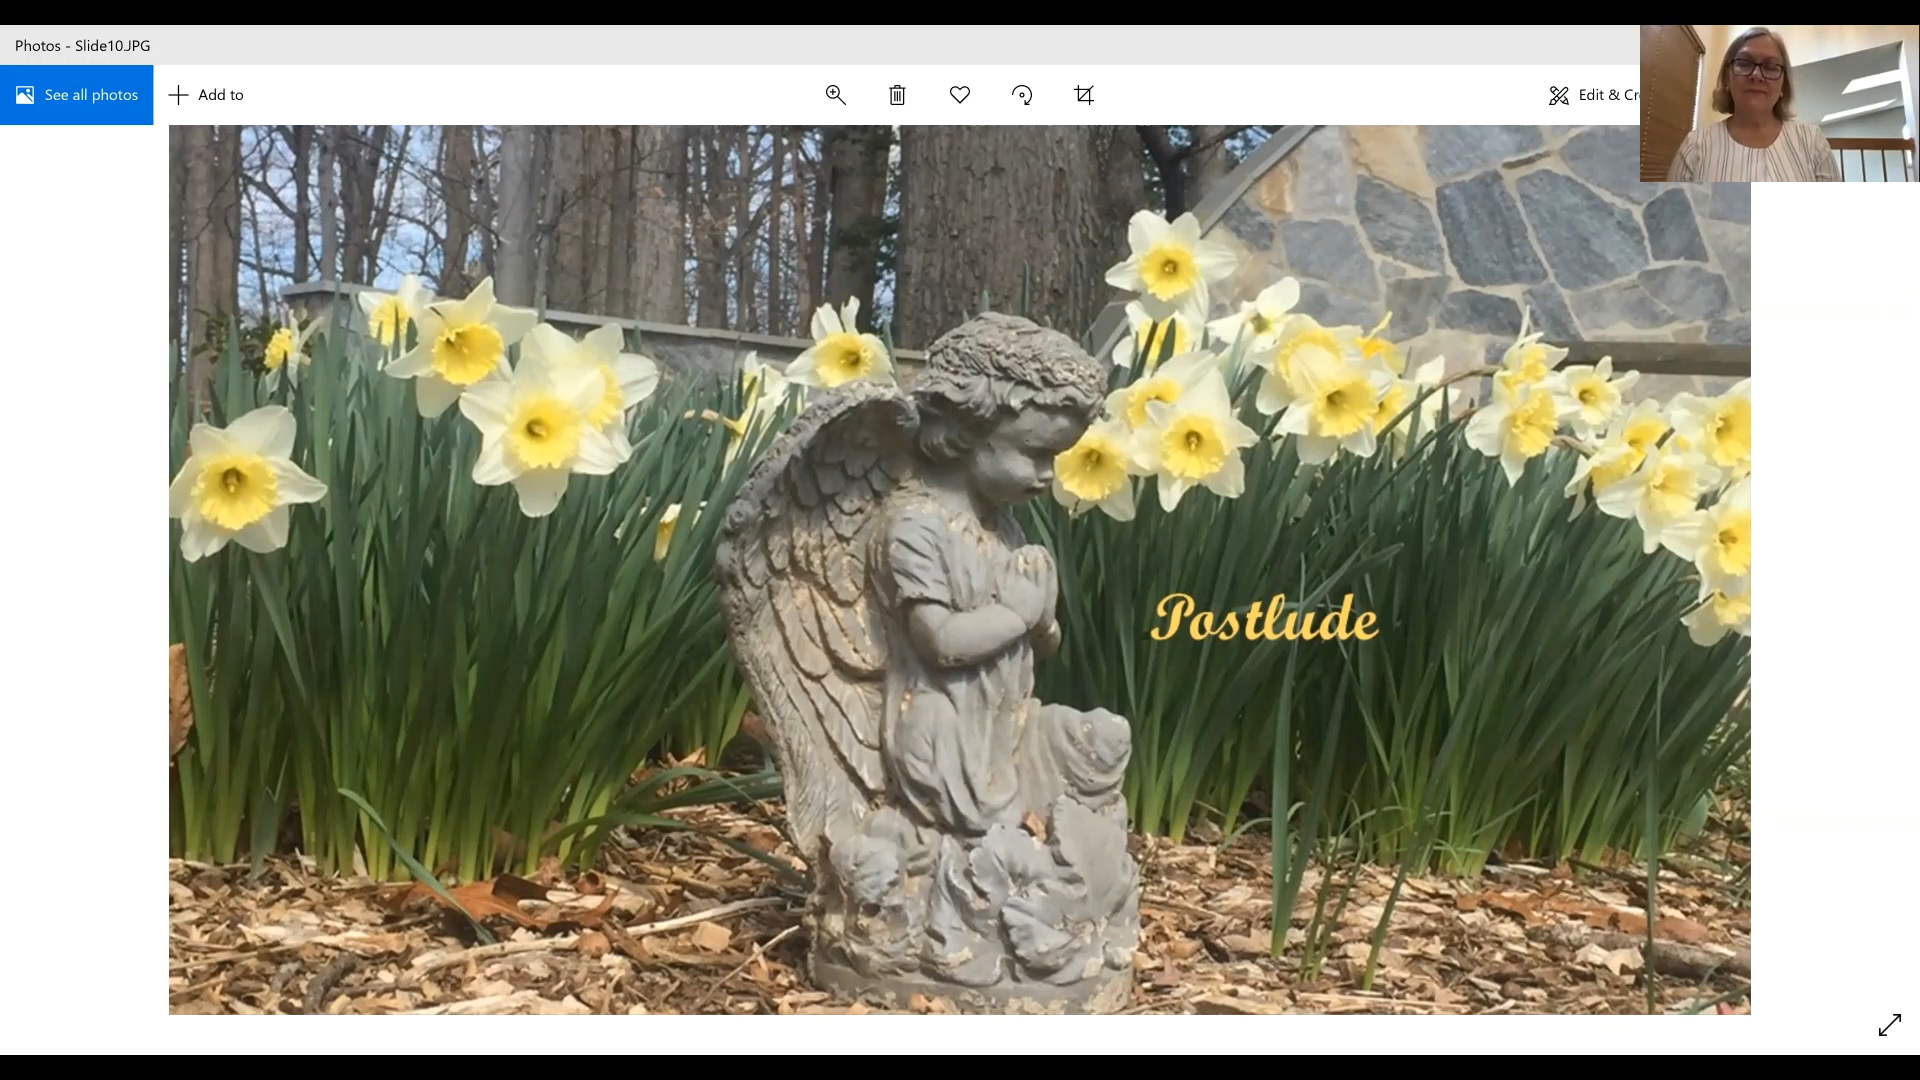 Photos - Slide10.JPG
See all photos
Add to
Edit & Cr
Postlude